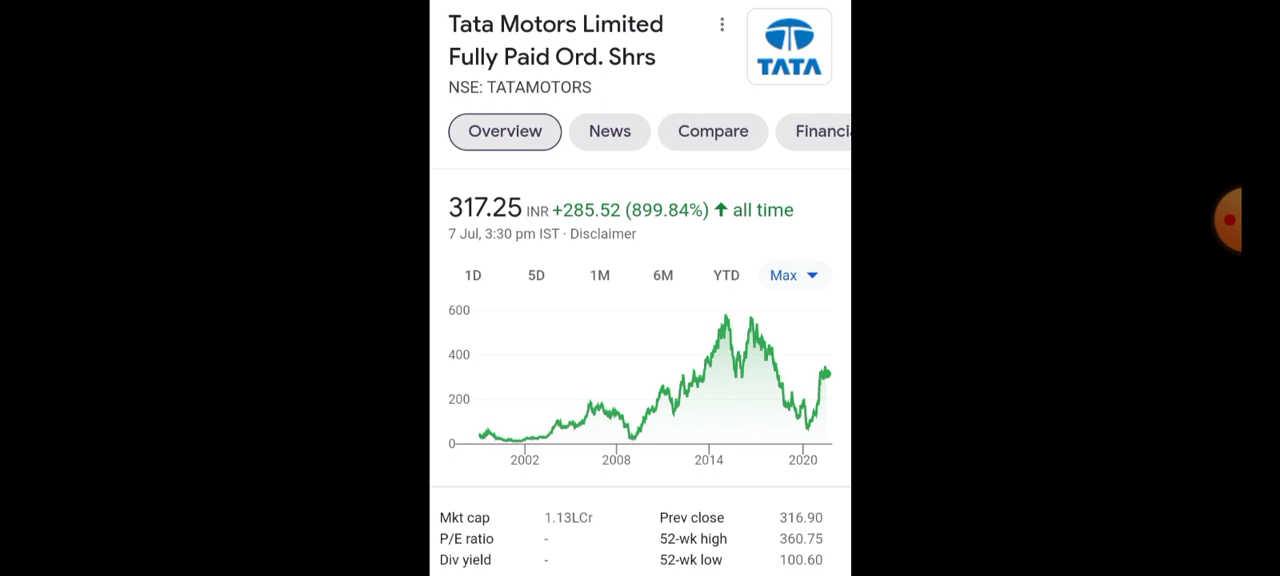 Tata Motors Limited
Fully Paid Ord. Shrs
TATA
NSE: TATAMOTORS
Overview
News
Compare
Financi
317.25 INR +285.52 (899.84%) ↑ all time
7 Jul, 3:30 pm IST · Disclaimer
1D 5D 1M 6M YTD Max
600
400
200
0
2002 2008 2014 2020
Mkt cap 1.13LCr Prev close 316.90
P/E ratio - 52-wk high 360.75
Div yield - 52-wk low 100.60